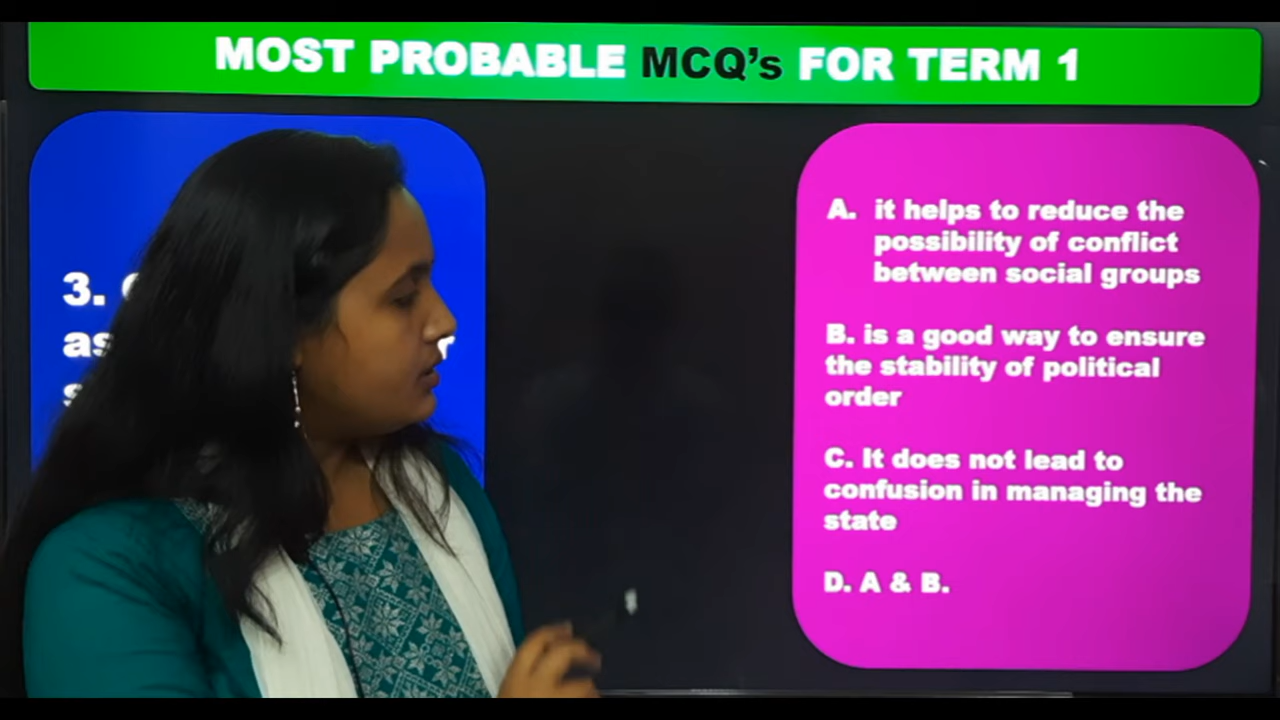 MOST PROBABLE MCQ’s FOR TERM 1
3.
A. it helps to reduce the
possibility of conflict
between social groups
B. is a good way to ensure
the stability of political
order
C. It does not lead to
confusion in managing the
state
D. A & B.